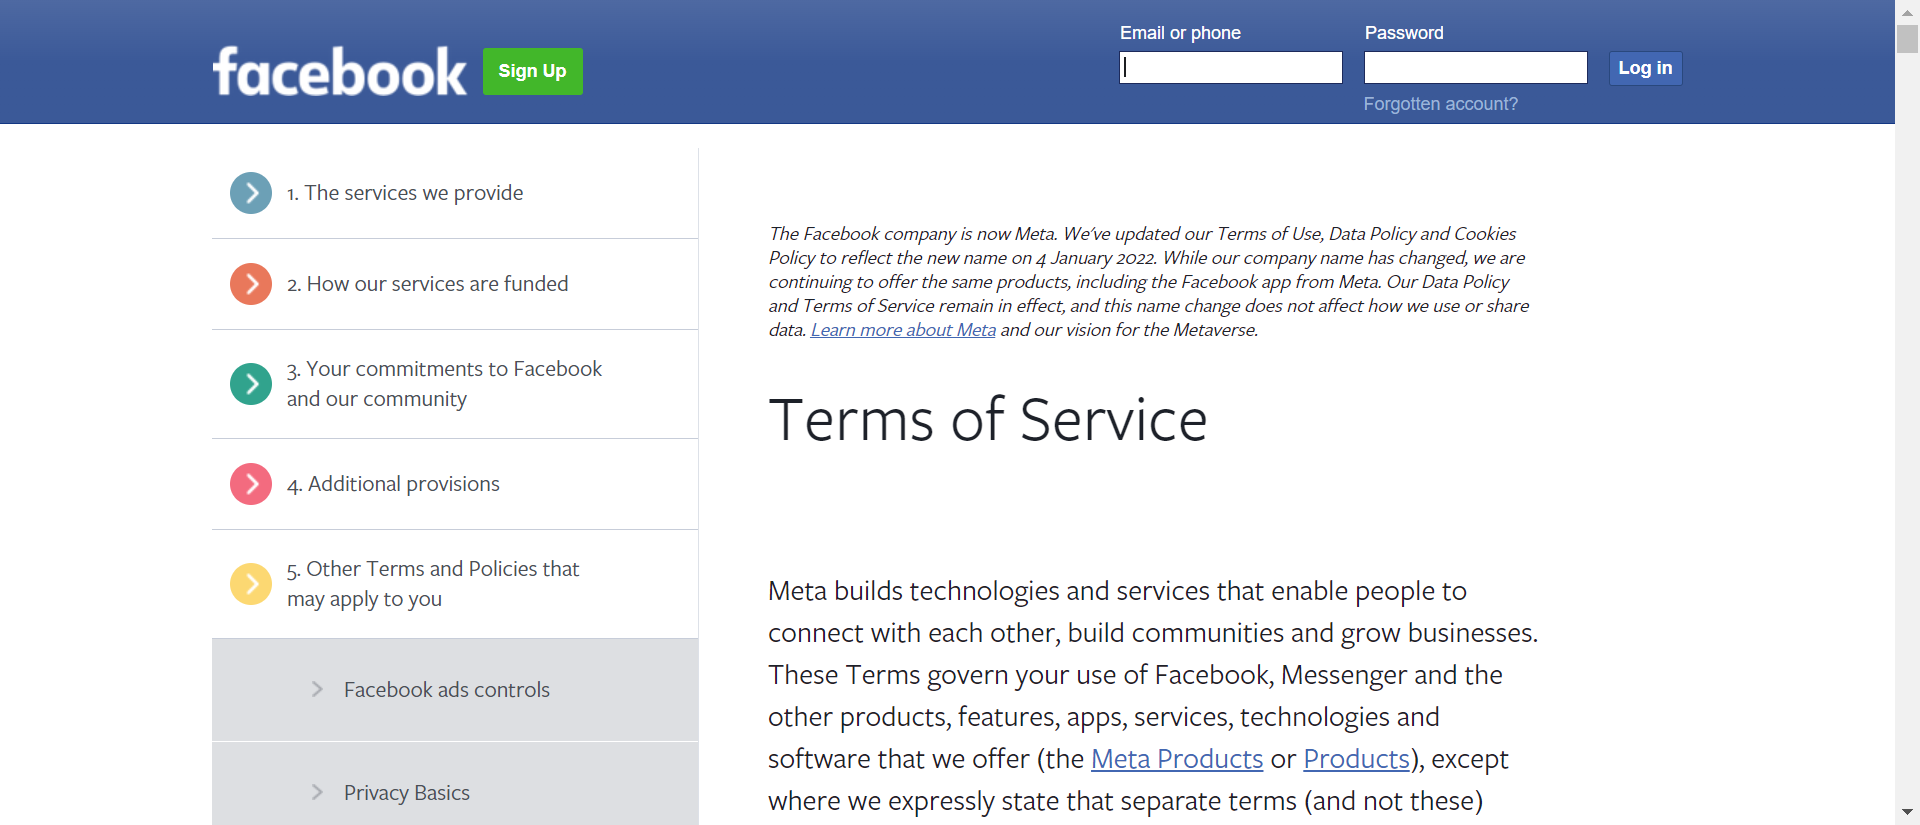 facebook
Sign Up
Email or phone
Password
Log in
Forgotten account?
1. The services we provide
2. How our services are funded
3. Your commitments to Facebook
and our community
4. Additional provisions
5. Other Terms and Policies that
may apply to you
Facebook ads controls
Privacy Basics
The Facebook company is now Meta. We've updated our Terms of Use, Data Policy and Cookies
Policy to reflect the new name on 4 January 2022. While our company name has changed, we are
continuing to offer the same products, including the Facebook app from Meta. Our Data Policy
and Terms of Service remain in effect, and this name change does not affect how we use or share
data. Learn more about Meta and our vision for the Metaverse.
Terms of Service
Meta builds technologies and services that enable people to
connect with each other, build communities and grow businesses.
These Terms govern your use of Facebook, Messenger and the
other products, features, apps, services, technologies and
software that we offer (the Meta Products or Products), except
where we expressly state that separate terms (and not these)